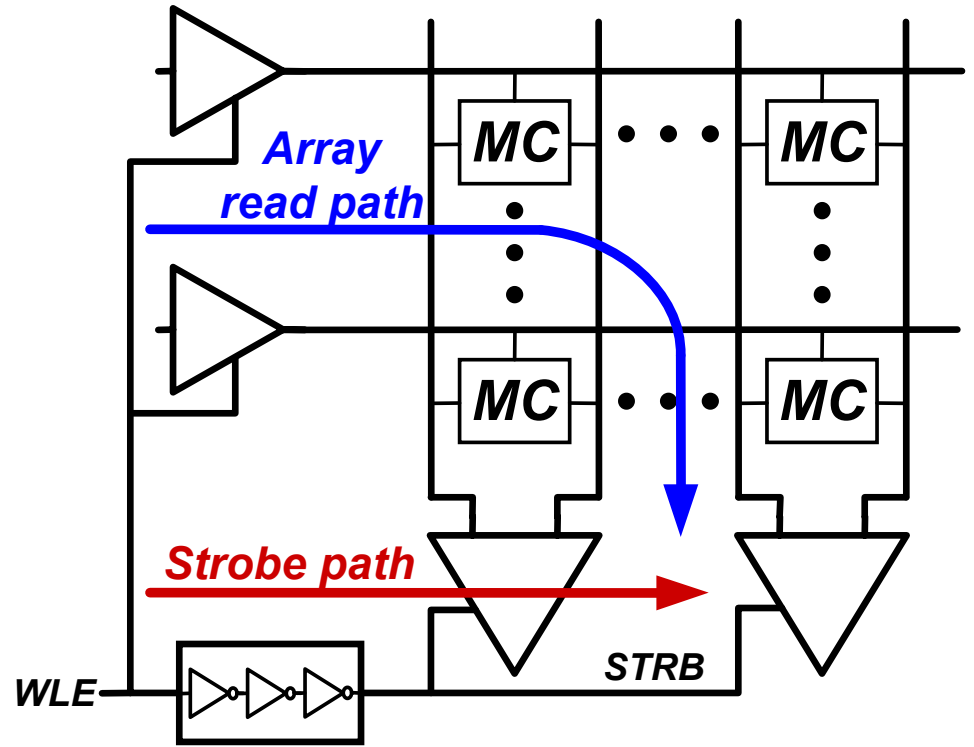 MC
MC
Array
read path
MC
MC
Strobe path
STRB
WLE